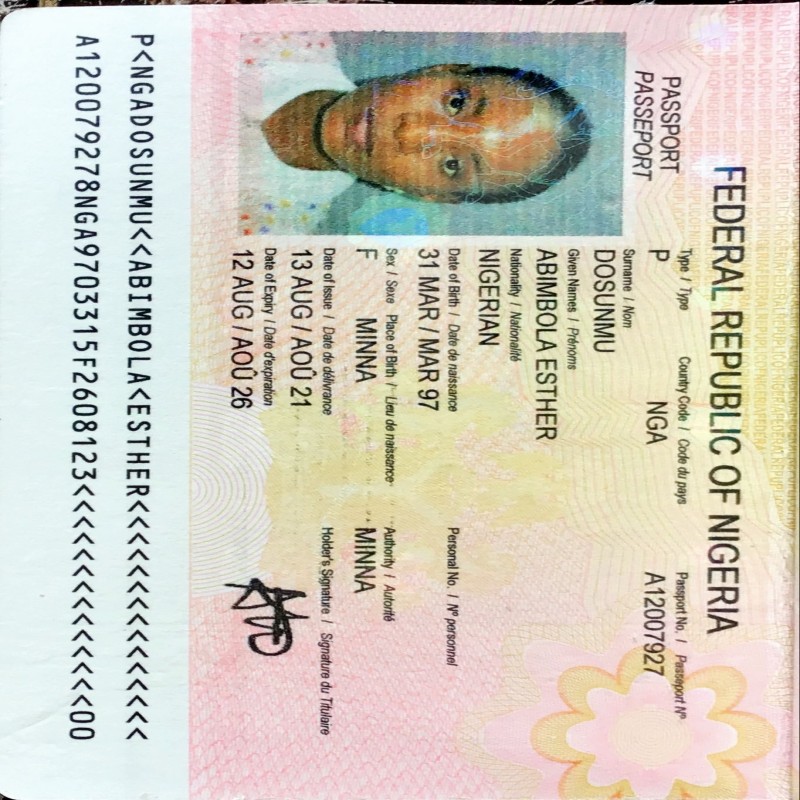 FEDERAL REPUBLIC OF NIGERIA
PASSPORT
PASSEPORT
Type / Type
Country Code / Code du pays
Passport No. / Passeport Nº
P
NGA
A12007927
Surname / Nom
DOSUNMU
Given Names / Prénoms
ABIMBOLA ESTHER
Nationality / Nationalité
NIGERIAN
Date of Birth / Date de naissance
Personal No. / Nº personnel
31 MAR / MAR 97
Sex / Sexe
Place of Birth / Lieu de naissance
Authority / Autorité
F
MINNA
MINNA
Date of Issue / Date de délivrance
Holder's Signature / Signature du Titulaire
13 AUG / AOÛ 21
Date of Expiry / Date d'expiration
12 AUG / AOÛ 26
P<NGADOSUNMU<<ABIMBOLA<ESTHER<<<<<<<<<<<<<<<
A120079278NGA9703315F2608123<<<<<<<<<<<<<<00